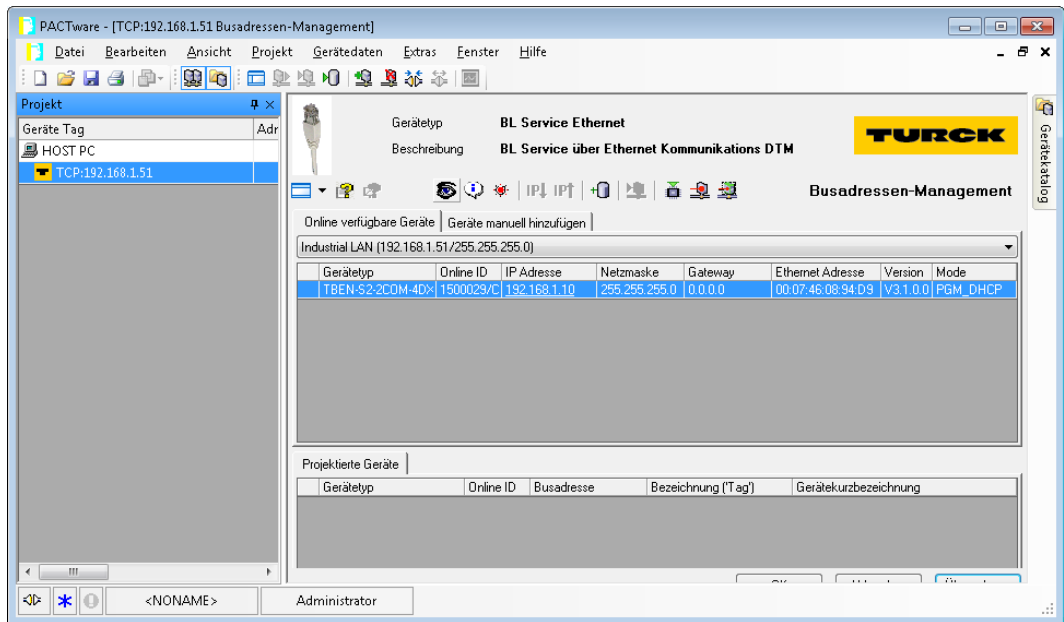 PACTware - [TCP:192.168.1.51 Busadressen-Management]
Datei Bearbeiten Ansicht Projekt Gerätedaten Extras Fenster Hilfe
Projekt
Geräte Tag Adr
HOST PC
TCP:192.168.1.51
Gerätetyp BL Service Ethernet
Beschreibung BL Service über Ethernet Kommunikations DTM
TURCK
IP IP
Busadressen-Management
Online verfügbare Geräte Geräte manuell hinzufügen
Industrial LAN (192.168.1.51/255.255.255.0)
Gerätetyp Online ID IP Adresse Netzmaske Gateway Ethernet Adresse Version Mode
TBEN-S2-2COM-4DX 1500029/C 192.168.1.10 255.255.255.0 0.0.0.0 00:07:46:08:94:D9 V3.1.0.0 PGM_DHCP
Projektierte Geräte
Gerätetyp Online ID Busadresse Bezeichnung ('Tag') Gerätekurzbezeichnung
Gerätekatalog
<NONAME> Administrator